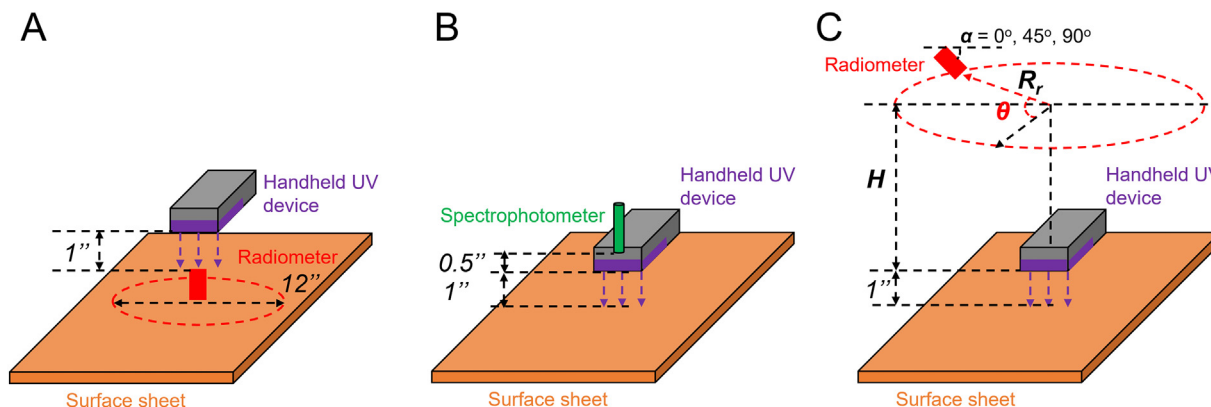 A
Handheld UV
device
1’’
Radiometer
12’’
Surface sheet
B
Handheld UV
device
Spectrophotometer
0.5’’
1’’
Surface sheet
C
α = 0°, 45°, 90°
Radiometer
R_r
θ
H
Handheld UV
device
1’’
Surface sheet